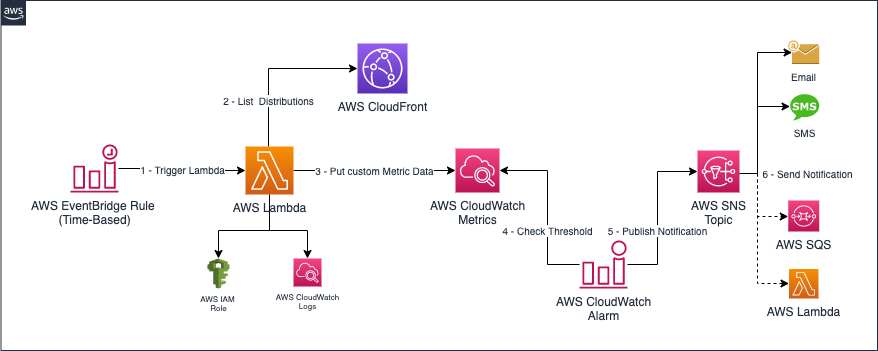 aws
2 - List Distributions
AWS CloudFront
1 - Trigger Lambda
AWS EventBridge Rule
(Time-Based)
AWS Lambda
3 - Put custom Metric Data
AWS CloudWatch
Metrics
AWS IAM
Role
AWS CloudWatch
Logs
4 - Check Threshold
5 - Publish Notification
AWS CloudWatch
Alarm
AWS SNS
Topic
@
Email
SMS
SMS
6 - Send Notification
AWS SQS
AWS Lambda